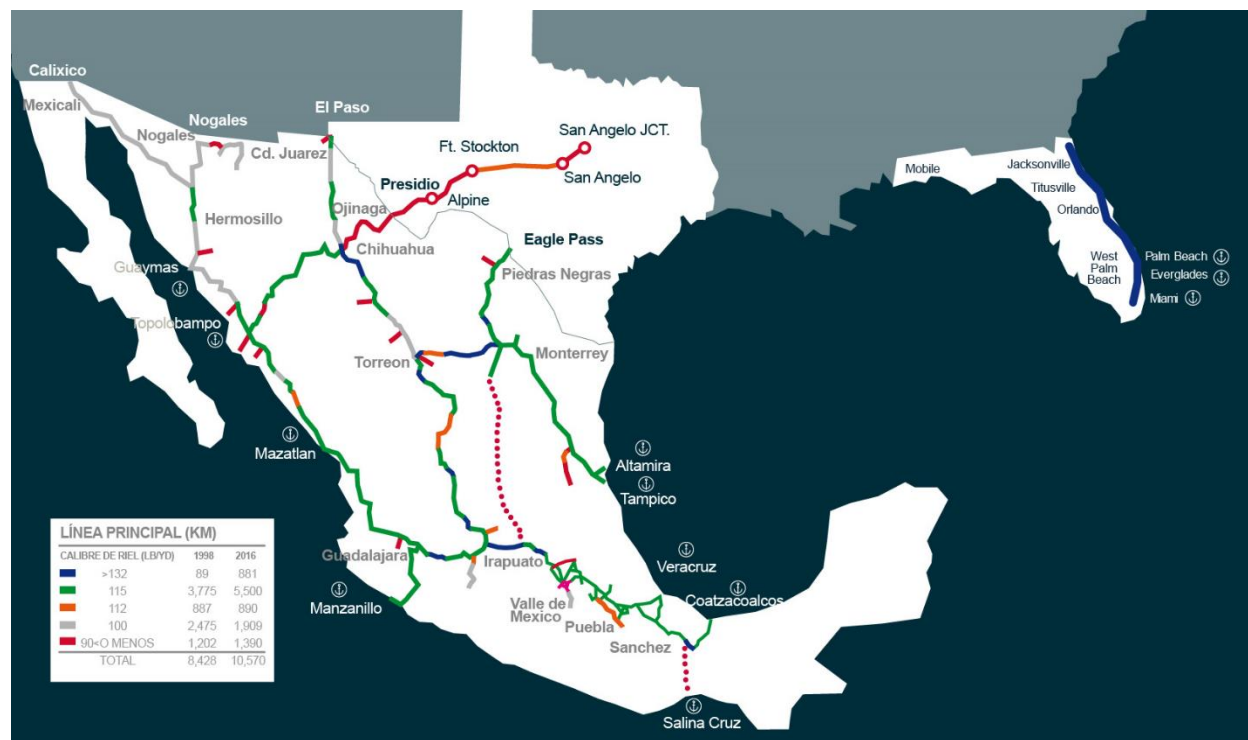 Calixico
Mexicali
Nogales
Nogales
El Paso
Cd. Juarez
San Angelo JCT.
Ft. Stockton
San Angelo
Presidio
Alpine
Ojinaga
Hermosillo
Chihuahua
Eagle Pass
Guaymas
Piedras Negras
Topolobampo
Torreon
Monterrey
Mazatlan
Altamira
Tampico
Guadalajara
Irapuato
Manzanillo
Valle de
Mexico
Puebla
Sanchez
Veracruz
Coatzacoalcos
Salina Cruz
Mobile
Jacksonville
Titusville
Orlando
West
Palm
Beach
Palm Beach
Everglades
Miami
LÍNEA PRINCIPAL (KM)
CALIBRE DE RIEL (LB/YD) 1998 2016
>132 89 881
115 3,775 5,500
112 887 890
100 2,475 1,909
90<O MENOS 1,202 1,390
TOTAL 8,428 10,570